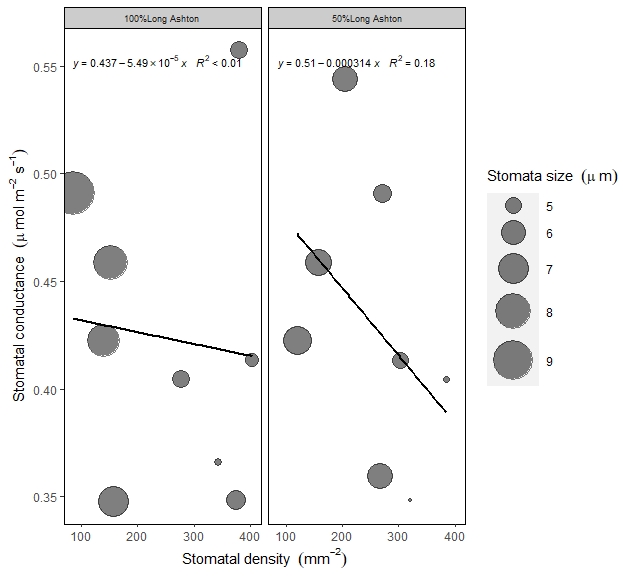 100%Long Ashton
50%Long Ashton
y = 0.437 − 5.49 × 10⁻⁵ x   R² < 0.01
y = 0.51 − 0.000314 x   R² = 0.18
0.55
0.50
0.45
0.40
0.35
Stomatal conductance (μ mol m⁻² s⁻¹)
100 200 300 400
100 200 300 400
Stomatal density (mm⁻²)
Stomata size (μ m)
5
6
7
8
9